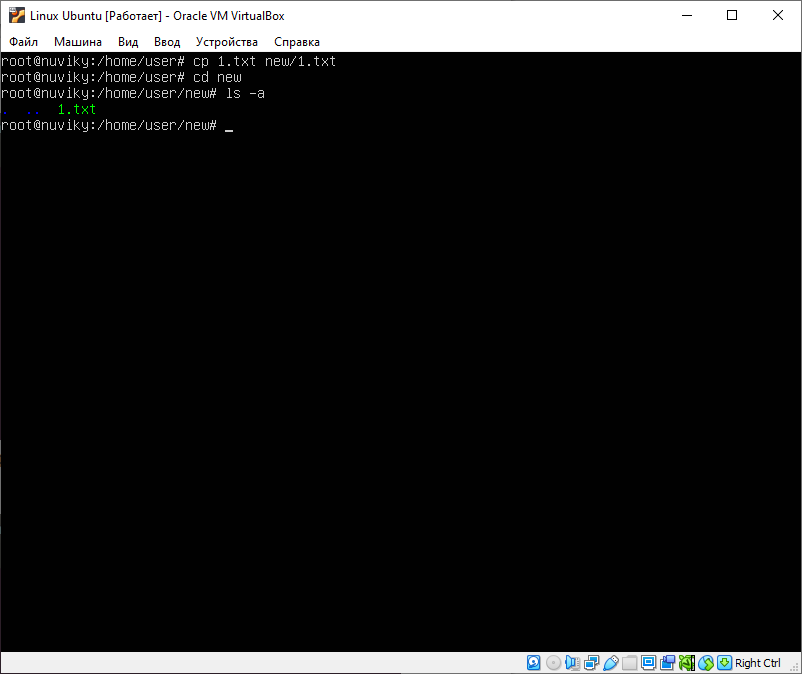 Linux Ubuntu [Работает] - Oracle VM VirtualBox
Файл Машина Вид Ввод Устройства Справка
root@nuviky:/home/user# cp 1.txt new/1.txt
root@nuviky:/home/user# cd new
root@nuviky:/home/user/new# ls -a
. .. 1.txt
root@nuviky:/home/user/new# _
Right Ctrl